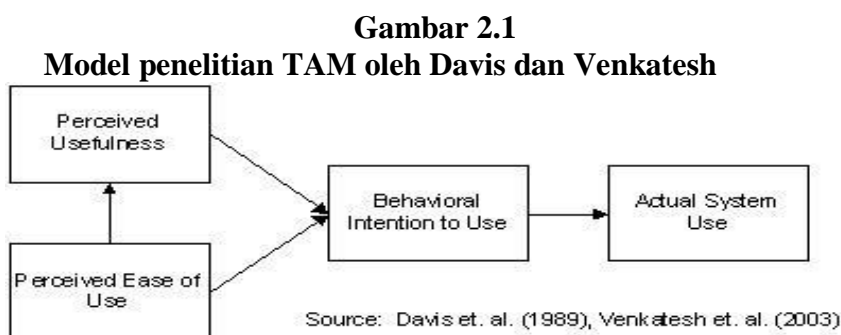 Gambar 2.1
Model penelitian TAM oleh Davis dan Venkatesh
Perceived
Usefulness
Behavioral
Intention to Use
Actual System
Use
Perceived Ease of
Use
Source: Davis et. al. (1989), Venkatesh et. al. (2003)